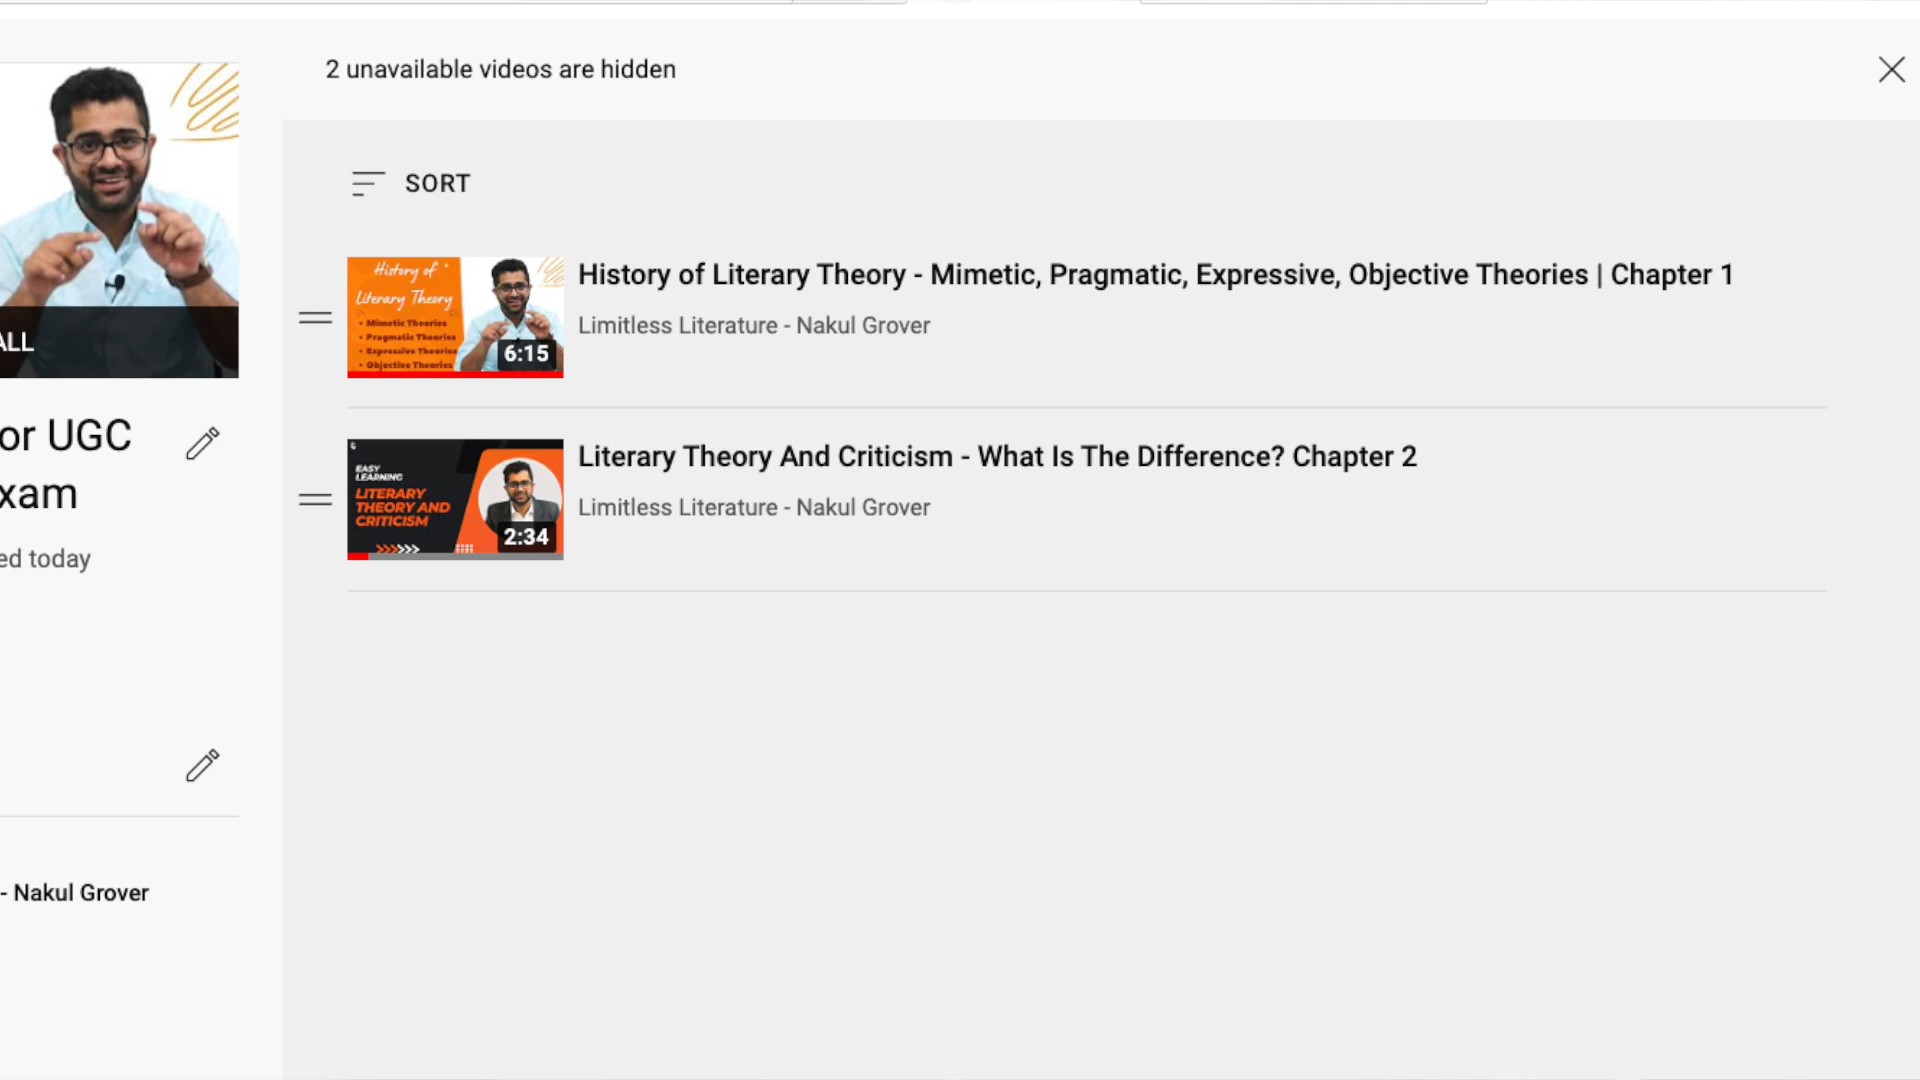 2 unavailable videos are hidden
SORT
History of
Literary Theory
• Mimetic Theories
• Pragmatic Theories
• Expressive Theories
• Objective Theories
6:15
History of Literary Theory - Mimetic, Pragmatic, Expressive, Objective Theories | Chapter 1
Limitless Literature - Nakul Grover
EASY
LEARNING
LITERARY
THEORY AND
CRITICISM
2:34
Literary Theory And Criticism - What Is The Difference? Chapter 2
Limitless Literature - Nakul Grover
ALL
or UGC
xam
ed today
- Nakul Grover